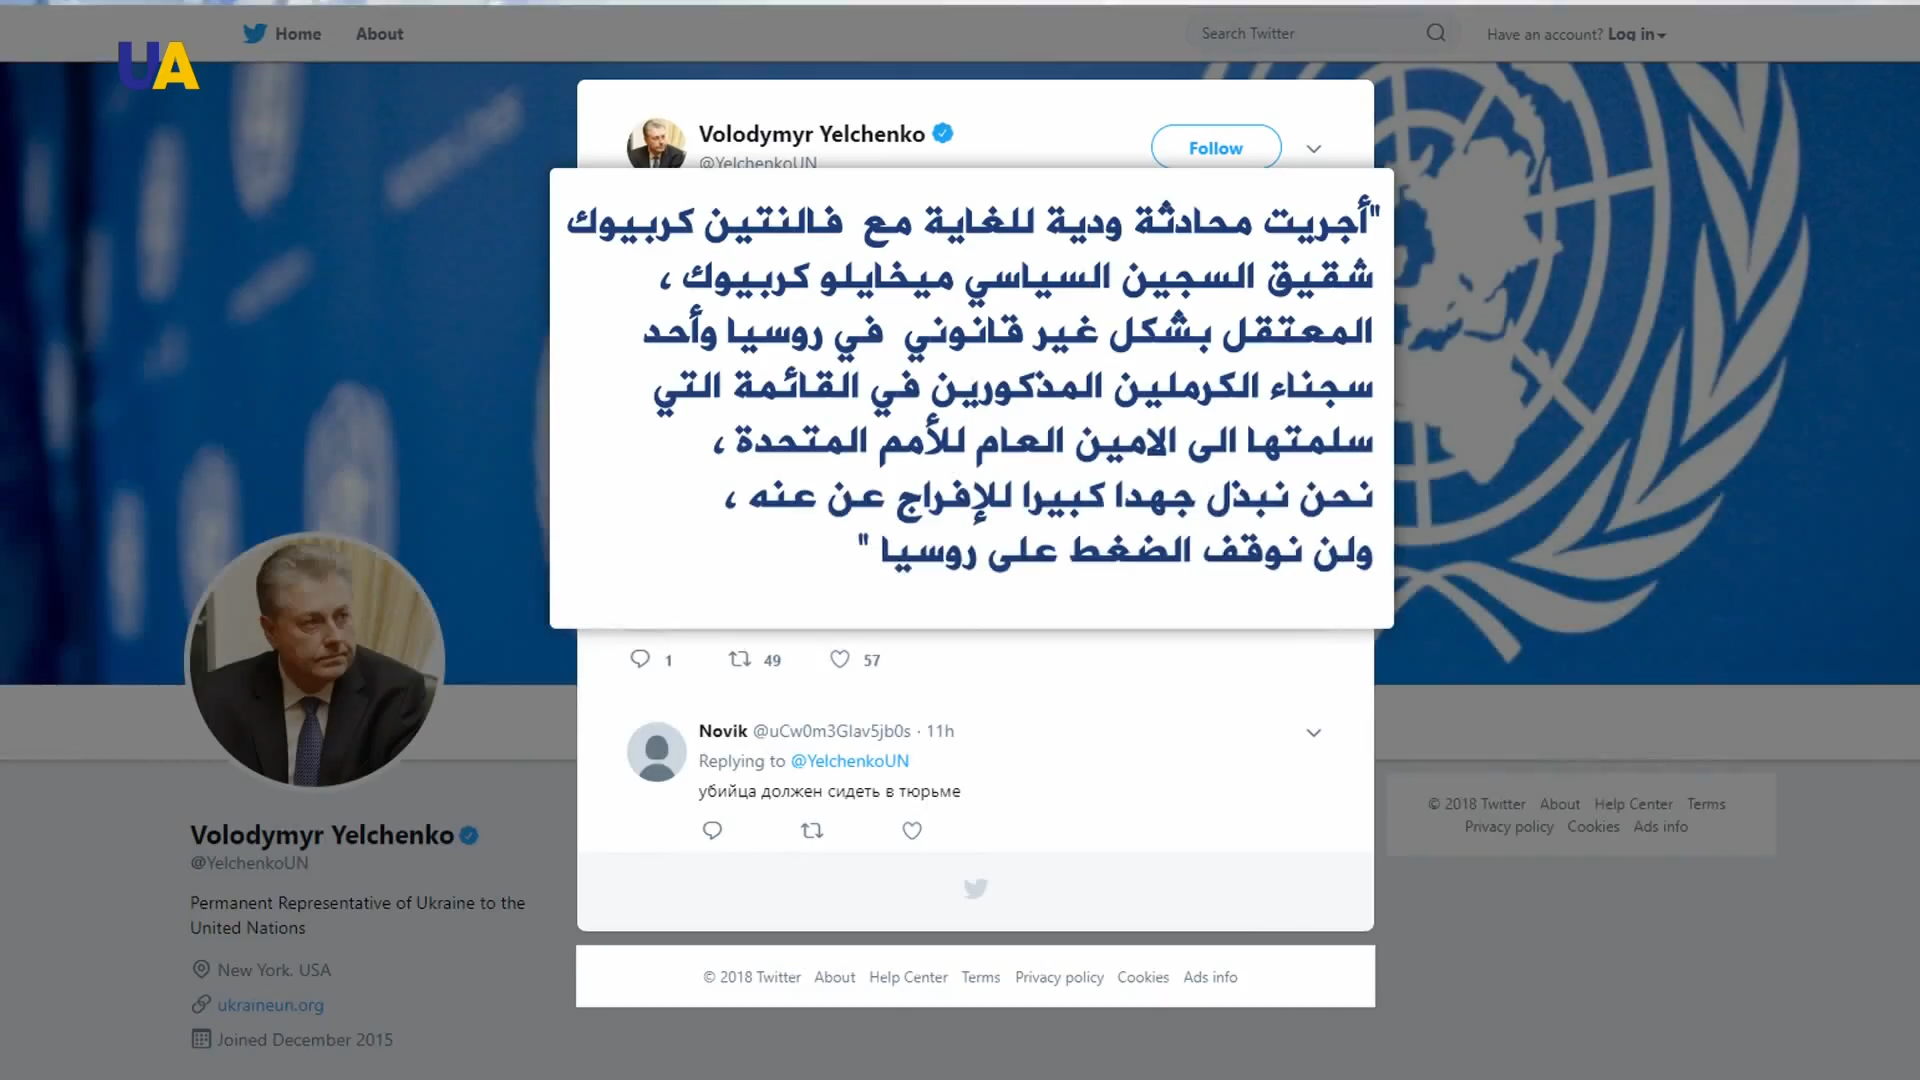 Home
About
Search Twitter
Have an account? Log in
UA
Volodymyr Yelchenko
@YelchenkoUN
Follow
"أجريت محادثة ودية للغاية مع فالنتين كربيوك
شقيق السجين السياسي ميخايلو كربيوك ،
المعتقل بشكل غير قانوني في روسيا وأحد
سجناء الكرملين المذكورين في القائمة التي
سلمتها الى الامين العام للأمم المتحدة ،
نحن نبذل جهدا كبيرا للإفراج عن عنه ،
ولن نوقف الضغط على روسيا "
1
49
57
Novik @uCw0m3Glav5jb0s · 11h
Replying to @YelchenkoUN
убийца должен сидеть в тюрьме
Volodymyr Yelchenko
@YelchenkoUN
Permanent Representative of Ukraine to the
United Nations
New York, USA
ukraineun.org
Joined December 2015
© 2018 Twitter About Help Center Terms
Privacy policy Cookies Ads info
© 2018 Twitter About Help Center Terms Privacy policy Cookies Ads info